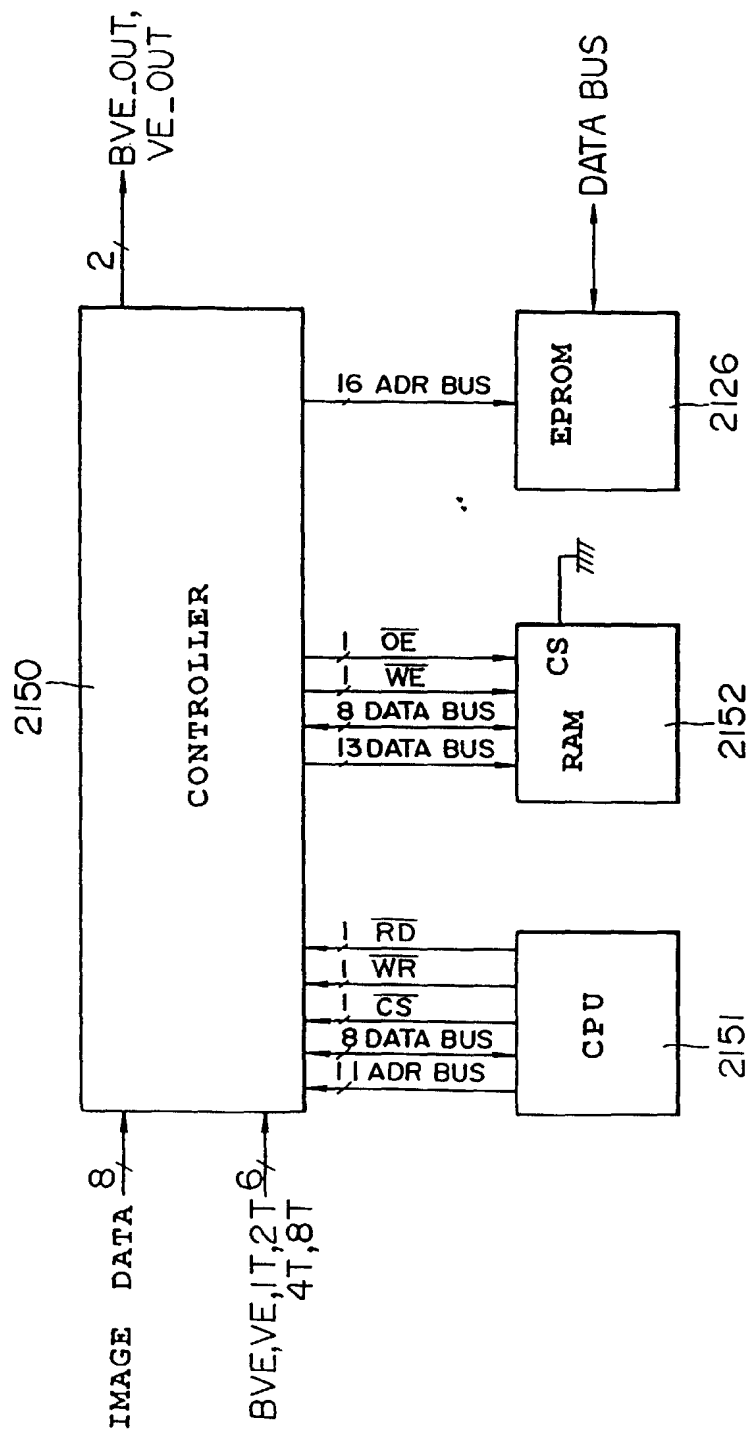 2150
CONTROLLER
IMAGE DATA
8
BVE,VE,1T,2T
4T,8T
6
2
BVE_OUT,
VE_OUT
11 ADR BUS
8 DATA BUS
1 CS
1 WR
1 RD
13 DATA BUS
8 DATA BUS
1 WE
1 OE
16 ADR BUS
CPU
2151
RAM
CS
2152
EPROM
2126
DATA BUS